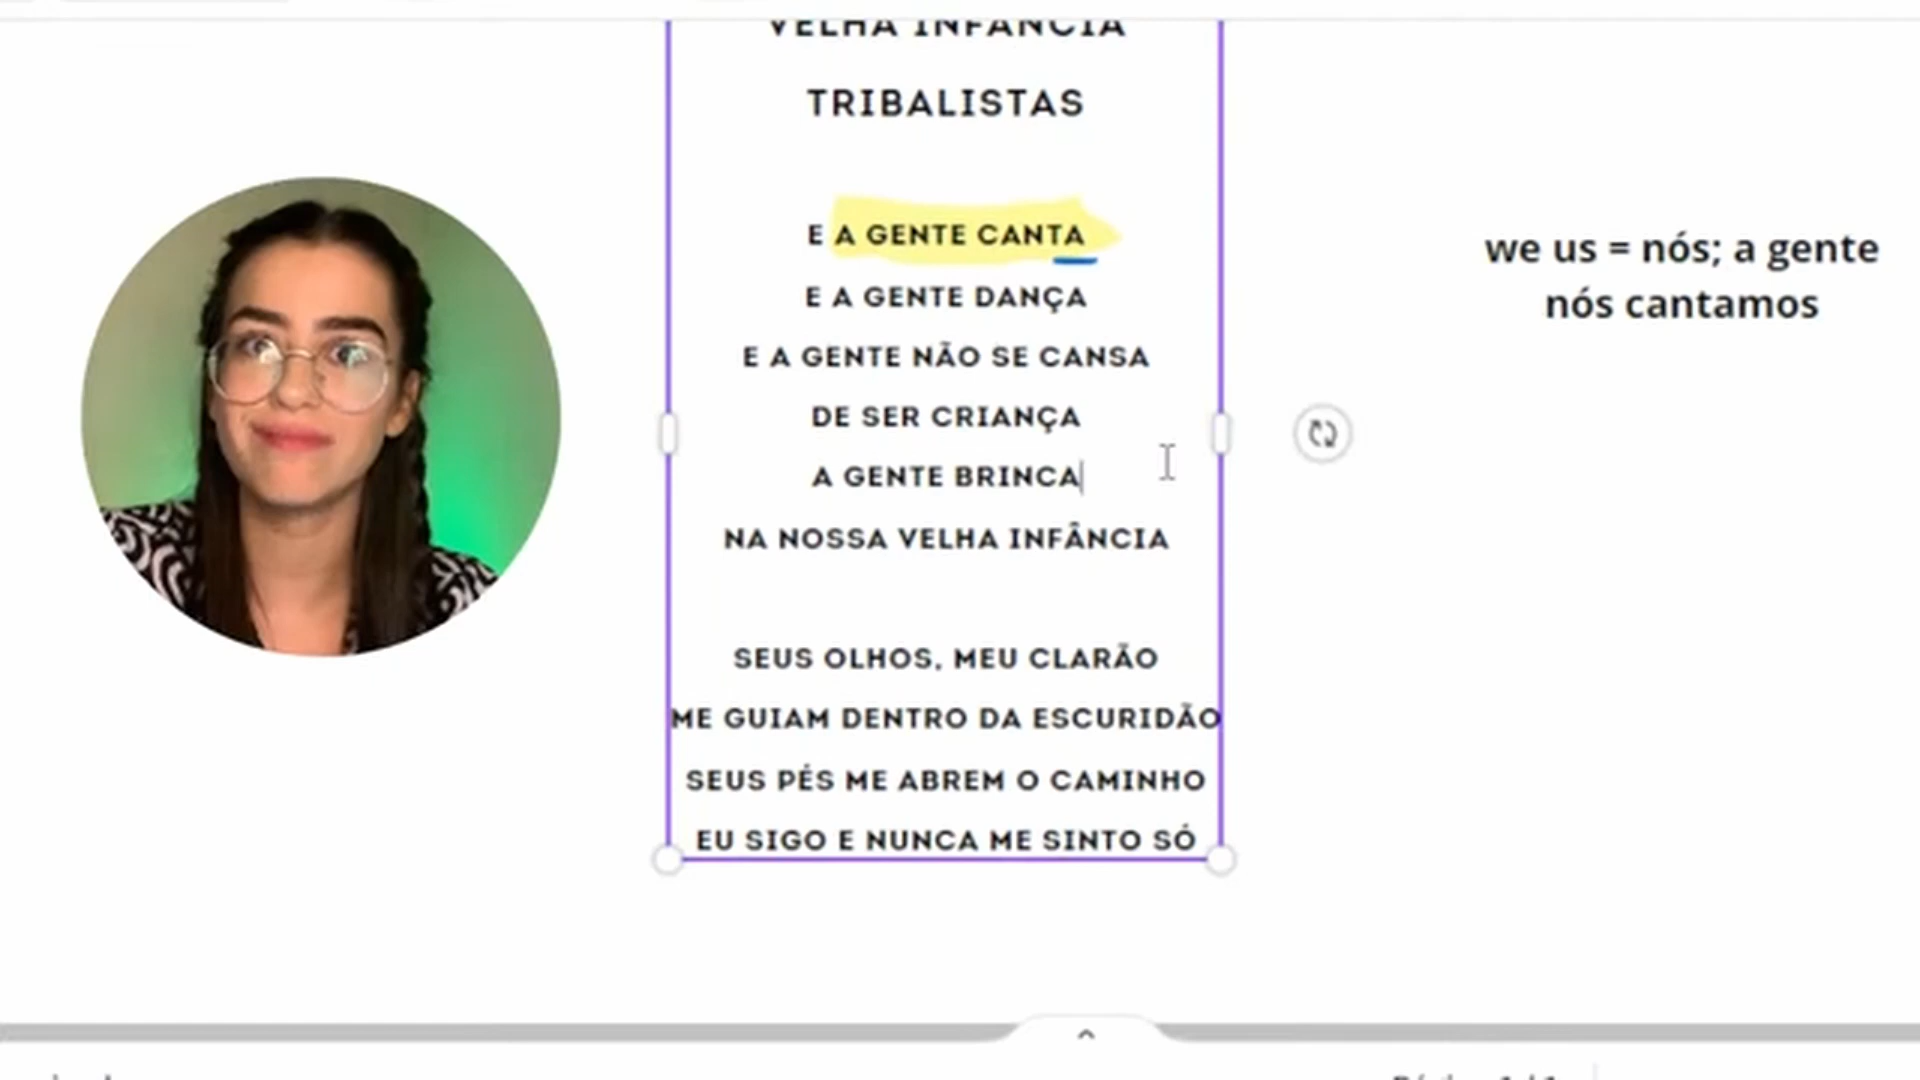 VELHA INFÂNCIA
TRIBALISTAS
E A GENTE CANTA
E A GENTE DANÇA
E A GENTE NÃO SE CANSA
DE SER CRIANÇA
A GENTE BRINCA
NA NOSSA VELHA INFÂNCIA
SEUS OLHOS, MEU CLARÃO
ME GUIAM DENTRO DA ESCURIDÃO
SEUS PÉS ME ABREM O CAMINHO
EU SIGO E NUNCA ME SINTO SÓ
we us = nós; a gente
nós cantamos